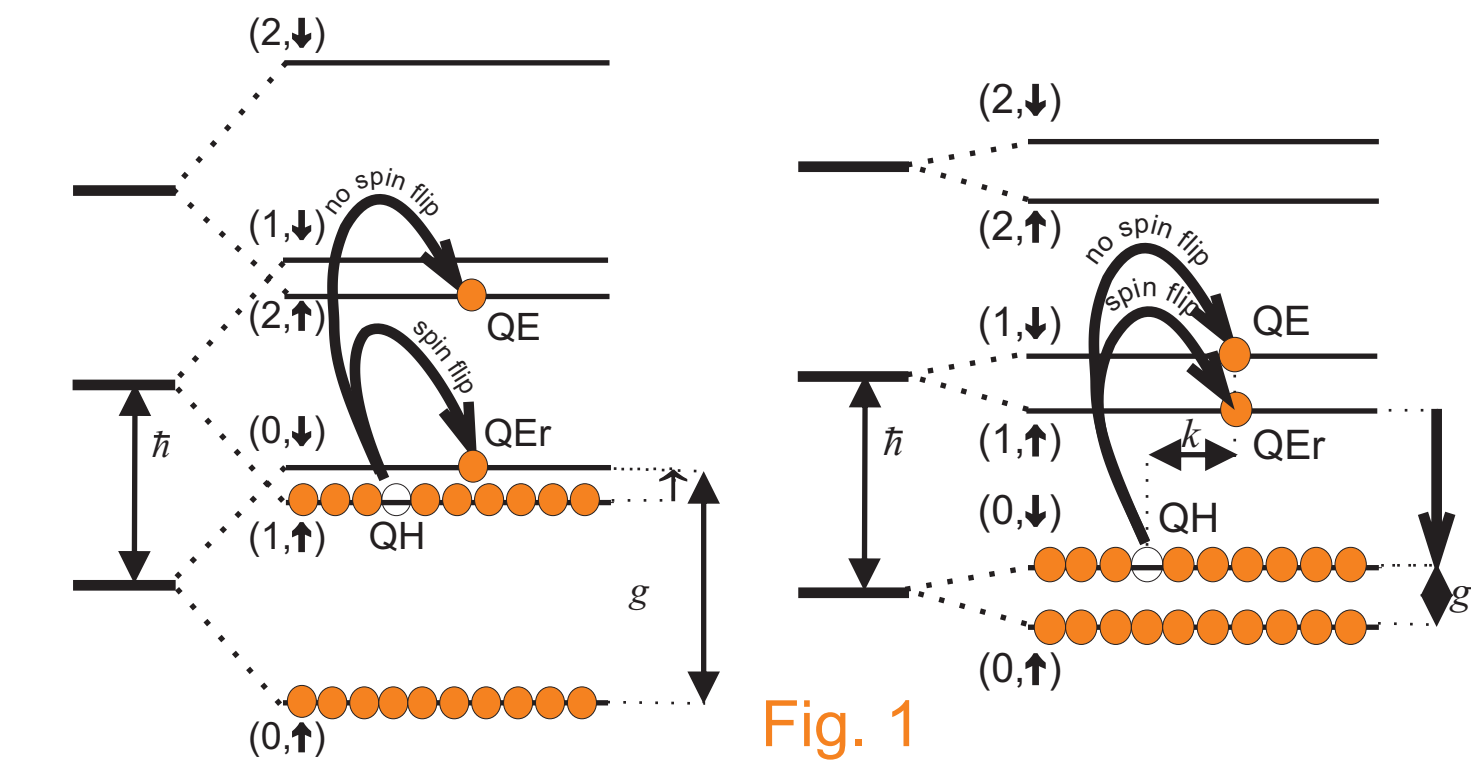 (2,↓)
no spin flip
(1,↓)
(2,↑)
QE
spin flip
ħ
(0,↓)
QEr
↑
(1,↑)
QH
g
(0,↑)
(2,↓)
(2,↑)
no spin flip
spin flip
(1,↓)
QE
ħ
(1,↑)
k
QEr
(0,↓)
QH
g
(0,↑)
Fig. 1